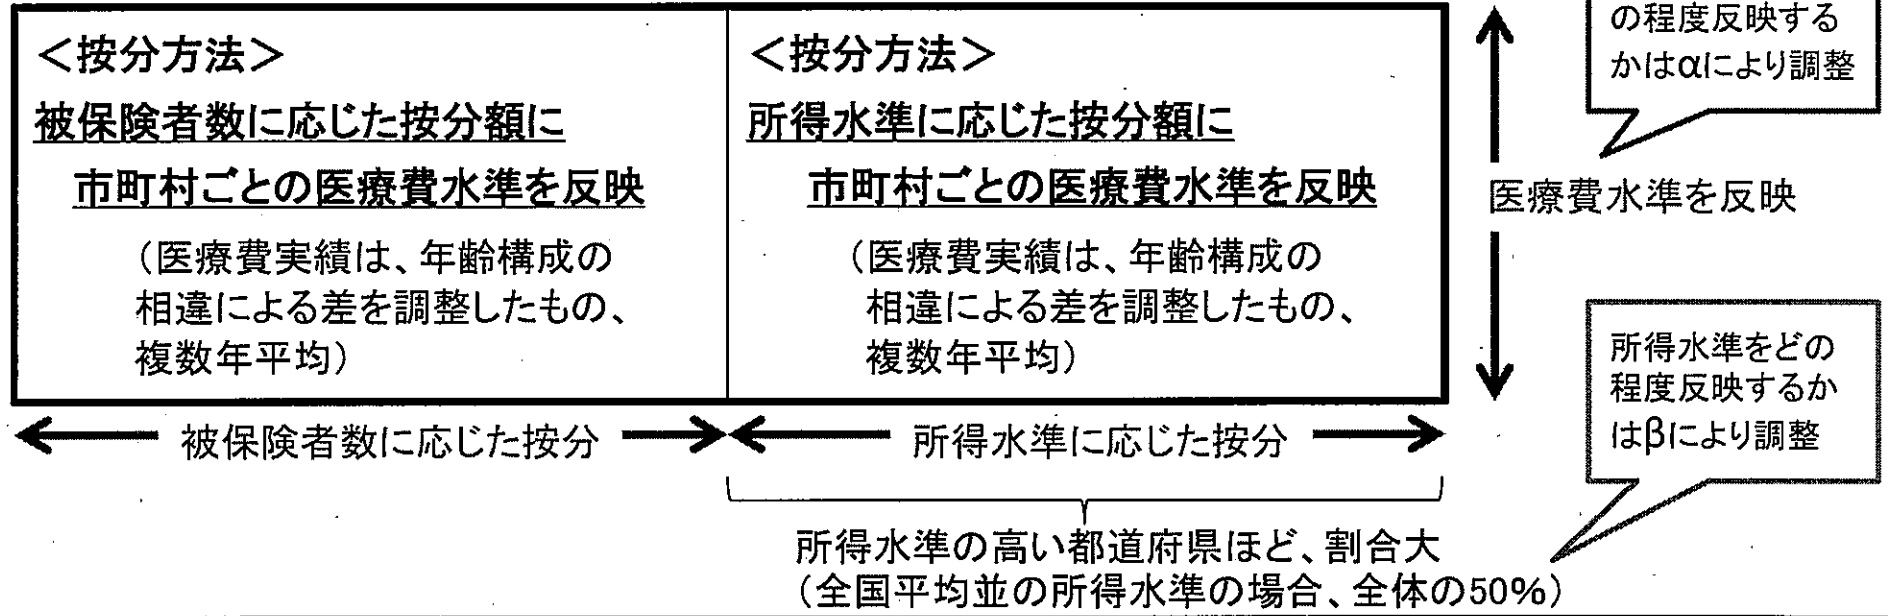 <按分方法>
被保険者数に応じた按分額に
市町村ごとの医療費水準を反映
（医療費実績は、年齢構成の
相違による差を調整したもの、
複数年平均）
<按分方法>
所得水準に応じた按分額に
市町村ごとの医療費水準を反映
（医療費実績は、年齢構成の
相違による差を調整したもの、
複数年平均）
の程度反映する
かはαにより調整
医療費水準を反映
所得水準をどの
程度反映するか
はβにより調整
被保険者数に応じた按分
所得水準に応じた按分
所得水準の高い都道府県ほど、割合大
（全国平均並の所得水準の場合、全体の50%）